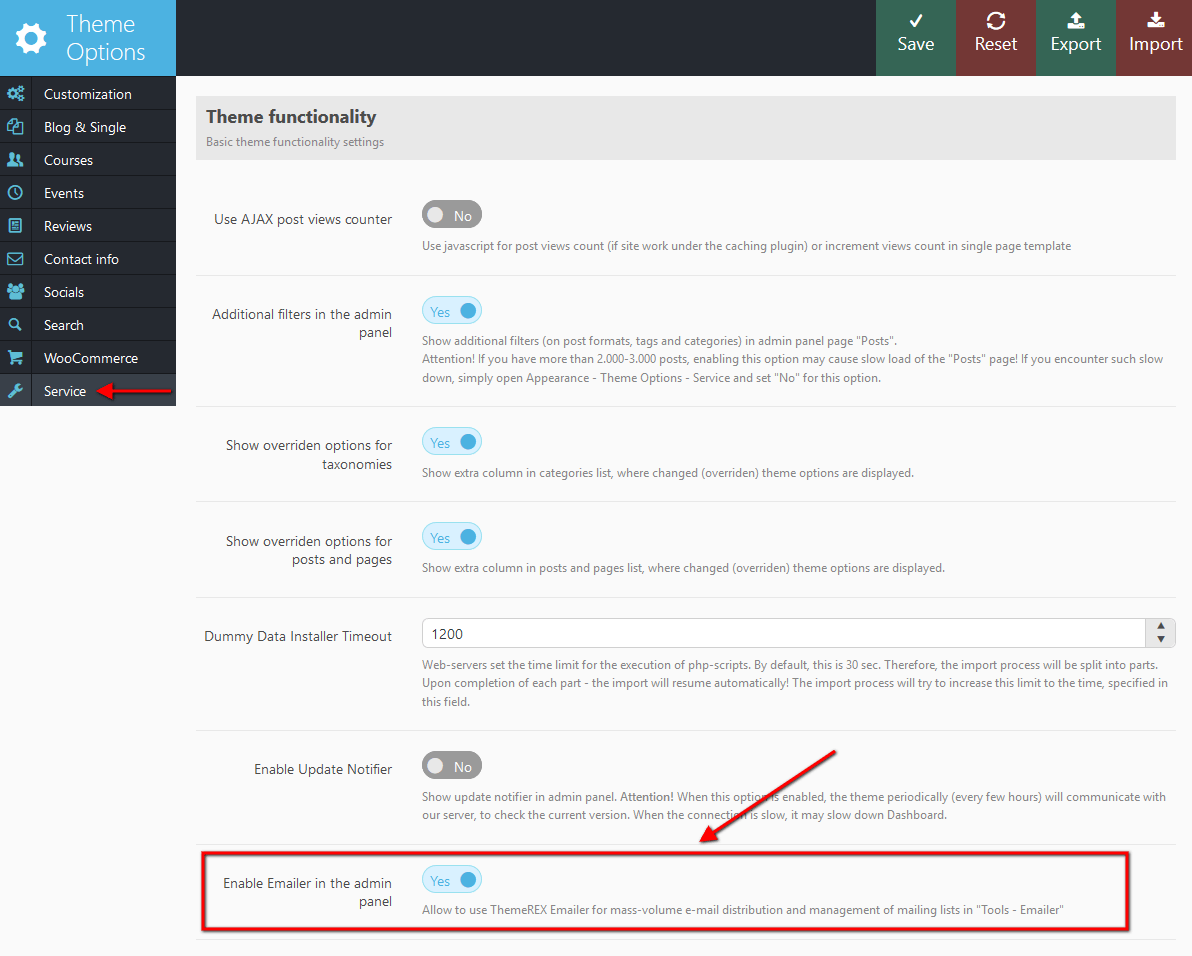 Theme
Options
Save
Reset
Export
Import
Customization
Blog & Single
Courses
Events
Reviews
Contact info
Socials
Search
WooCommerce
Service
Theme functionality
Basic theme functionality settings
Use AJAX post views counter
No
Use javascript for post views count (if site work under the caching plugin) or increment views count in single page template
Additional filters in the admin
panel
Yes
Show additional filters (on post formats, tags and categories) in admin panel page "Posts".
Attention! If you have more than 2.000-3.000 posts, enabling this option may cause slow load of the "Posts" page! If you encounter such slow
down, simply open Appearance - Theme Options - Service and set "No" for this option.
Show overriden options for
taxonomies
Yes
Show extra column in categories list, where changed (overriden) theme options are displayed.
Show overriden options for
posts and pages
Yes
Show extra column in posts and pages list, where changed (overriden) theme options are displayed.
Dummy Data Installer Timeout
1200
Web-servers set the time limit for the execution of php-scripts. By default, this is 30 sec. Therefore, the import process will be split into parts.
Upon completion of each part - the import will resume automatically! The import process will try to increase this limit to the time, specified in
this field.
Enable Update Notifier
No
Show update notifier in admin panel. Attention! When this option is enabled, the theme periodically (every few hours) will communicate with
our server, to check the current version. When the connection is slow, it may slow down Dashboard.
Enable Emailer in the admin
panel
Yes
Allow to use ThemeREX Emailer for mass-volume e-mail distribution and management of mailing lists in "Tools - Emailer"